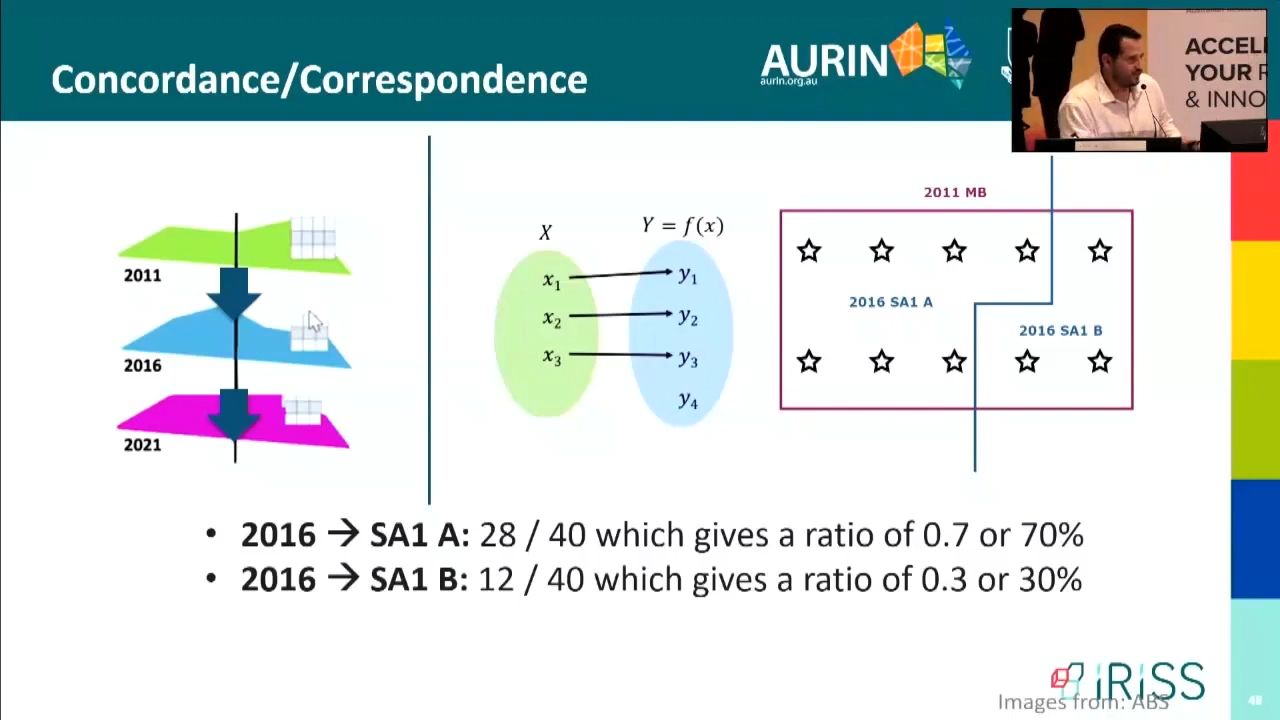 Concordance/Correspondence
AURIN
aurin.org.au
ACCEL
YOUR R
& INNO
2011
2016
2021
X
Y = f(x)
x₁
x₂
x₃
y₁
y₂
y₃
y₄
2011 MB
2016 SA1 A
2016 SA1 B
• 2016 → SA1 A: 28 / 40 which gives a ratio of 0.7 or 70%
• 2016 → SA1 B: 12 / 40 which gives a ratio of 0.3 or 30%
IRISS
Images from: ABS
48